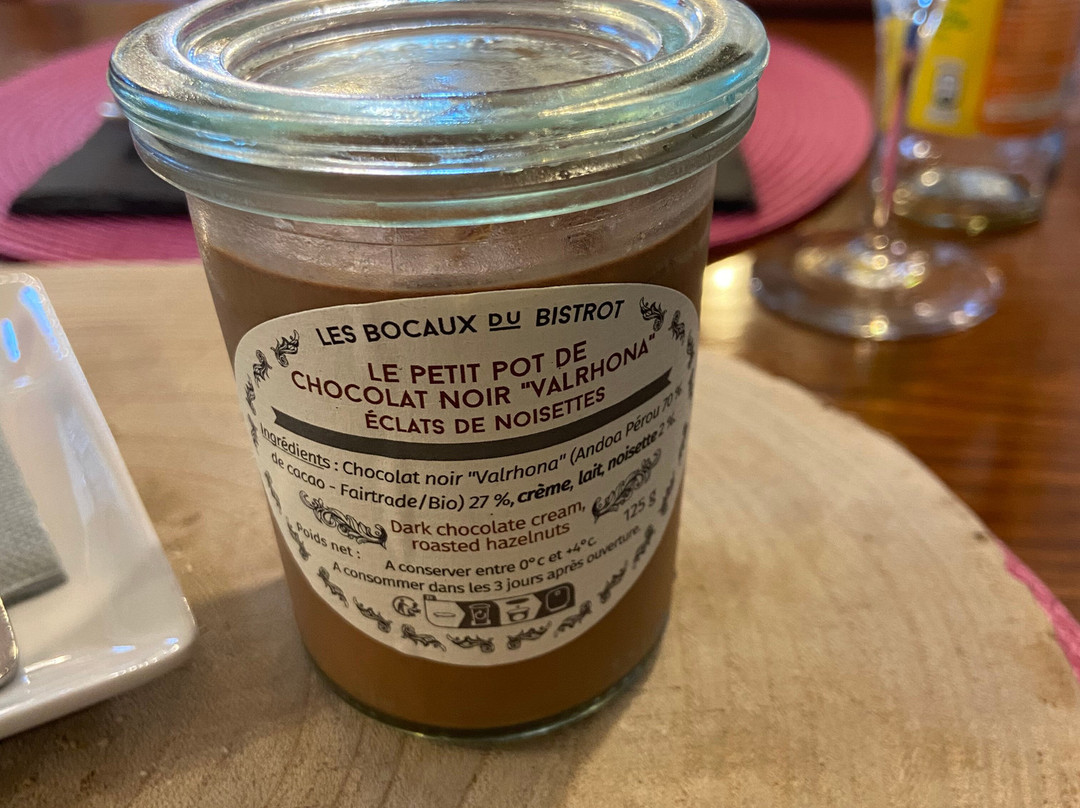 LES BOCAUX DU BISTROT
LE PETIT POT DE
CHOCOLAT NOIR "VALRHONA"
ÉCLATS DE NOISETTES
Ingrédients : Chocolat noir "Valrhona" (Andoa Pérou 70 %
de cacao - Fairtrade/Bio) 27 %, crème, lait, noisette 2 %.
Dark chocolate cream,
roasted hazelnuts
Poids net : 125 g
A conserver entre 0°c et +4°c.
A consommer dans les 3 jours après ouverture.